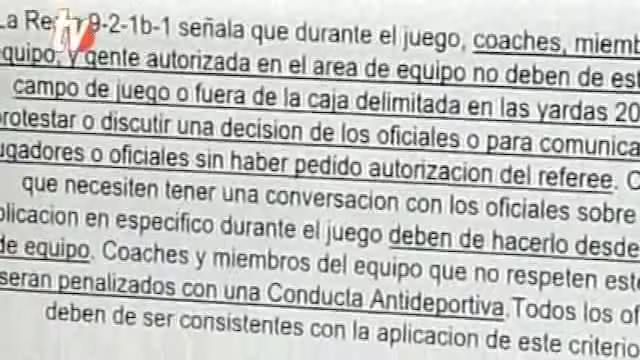 La Regla 9-2-1b-1 señala que durante el juego, coaches, miemb
equipo, y gente autorizada en el area de equipo no deben de est
campo de juego o fuera de la caja delimitada en las yardas 20
protestar o discutir una decision de los oficiales o para comunica
ugadores o oficiales sin haber pedido autorizacion del referee. C
que necesiten tener una conversacion con los oficiales sobre
plicacion en especifico durante el juego deben de hacerlo desde
de equipo. Coaches y miembros del equipo que no respeten este
seran penalizados con una Conducta Antideportiva.Todos los of
deben de ser consistentes con la aplicacion de este criterio
tv